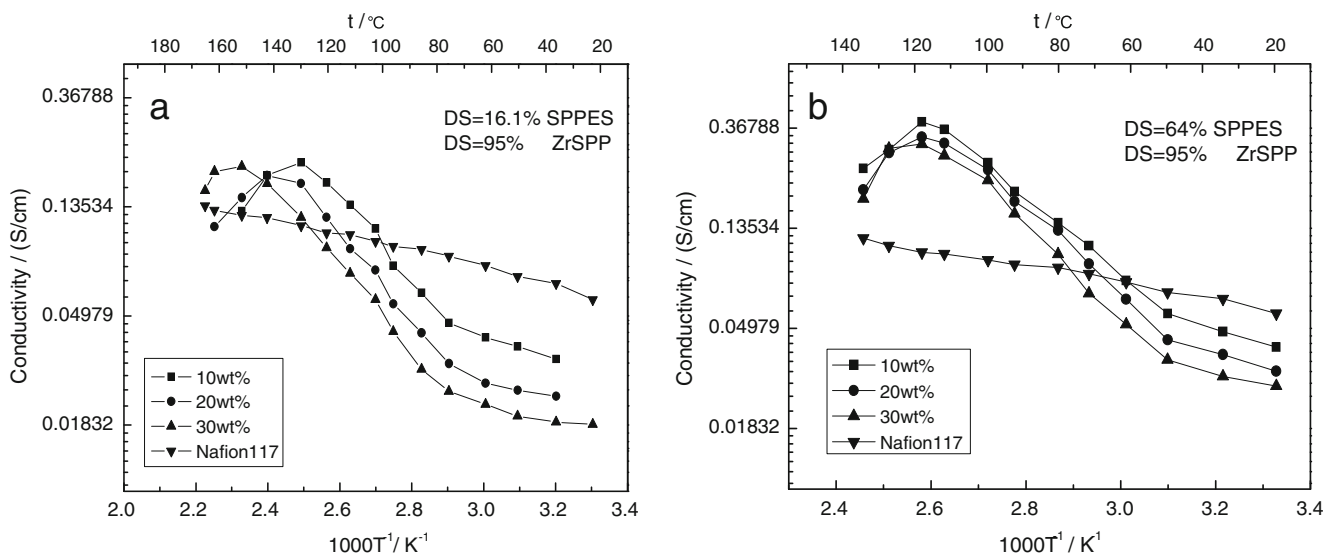 t / °C
180 160 140 120 100 80 60 40 20
a
DS=16.1% SPPES
DS=95% ZrSPP
0.36788
0.13534
0.04979
0.01832
Conductivity / (S/cm)
10wt%
20wt%
30wt%
Nafion117
2.0 2.2 2.4 2.6 2.8 3.0 3.2 3.4
1000T⁻¹/ K⁻¹
t / °C
140 120 100 80 60 40 20
b
DS=64% SPPES
DS=95% ZrSPP
0.36788
0.13534
0.04979
0.01832
Conductivity / (S/cm)
10wt%
20wt%
30wt%
Nafion117
2.4 2.6 2.8 3.0 3.2 3.4
1000T¹/ K¹